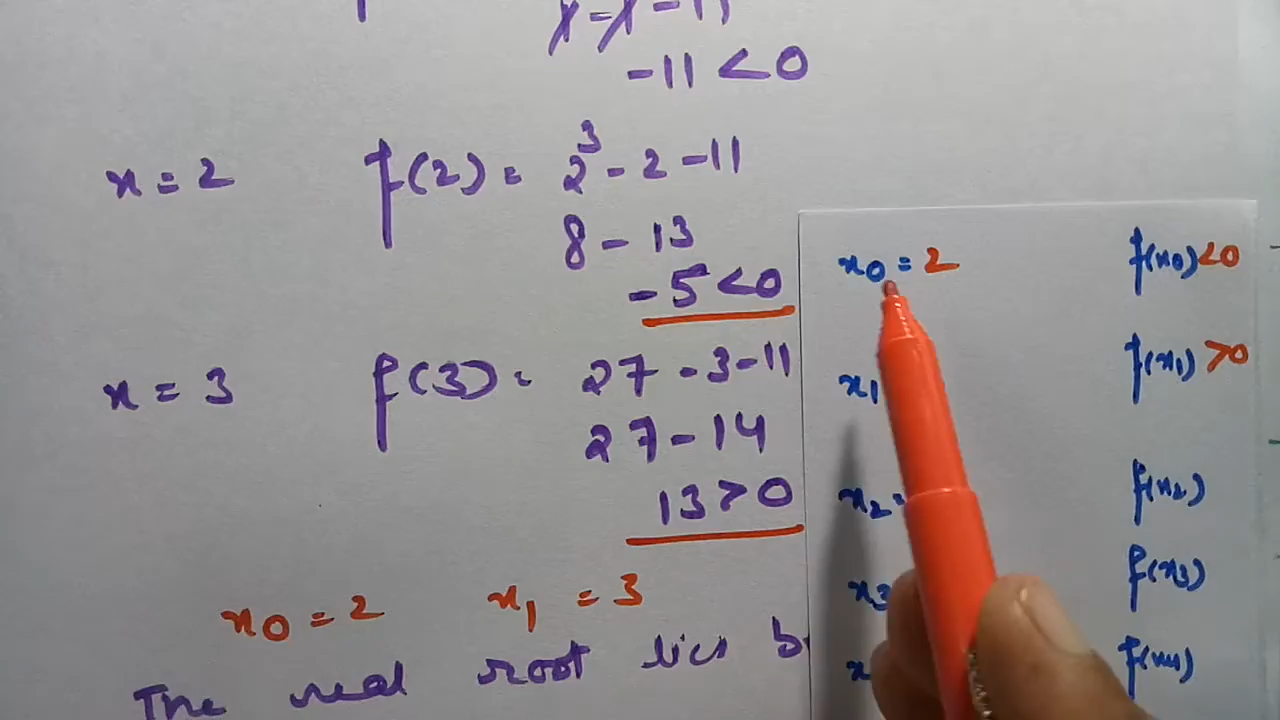 -11 < 0
x = 2 f(2) = 2³ - 2 - 11
8 - 13
- 5 < 0
x = 3 f(3) = 27 - 3 - 11
27 - 14
13 > 0
x₀ = 2 x₁ = 3
The real root lies
x₀ = 2 f(x₀) < 0
x₁ f(x₁) > 0
x₂ = f(x₂)
x₃ f(x₃)
x f(x₄)